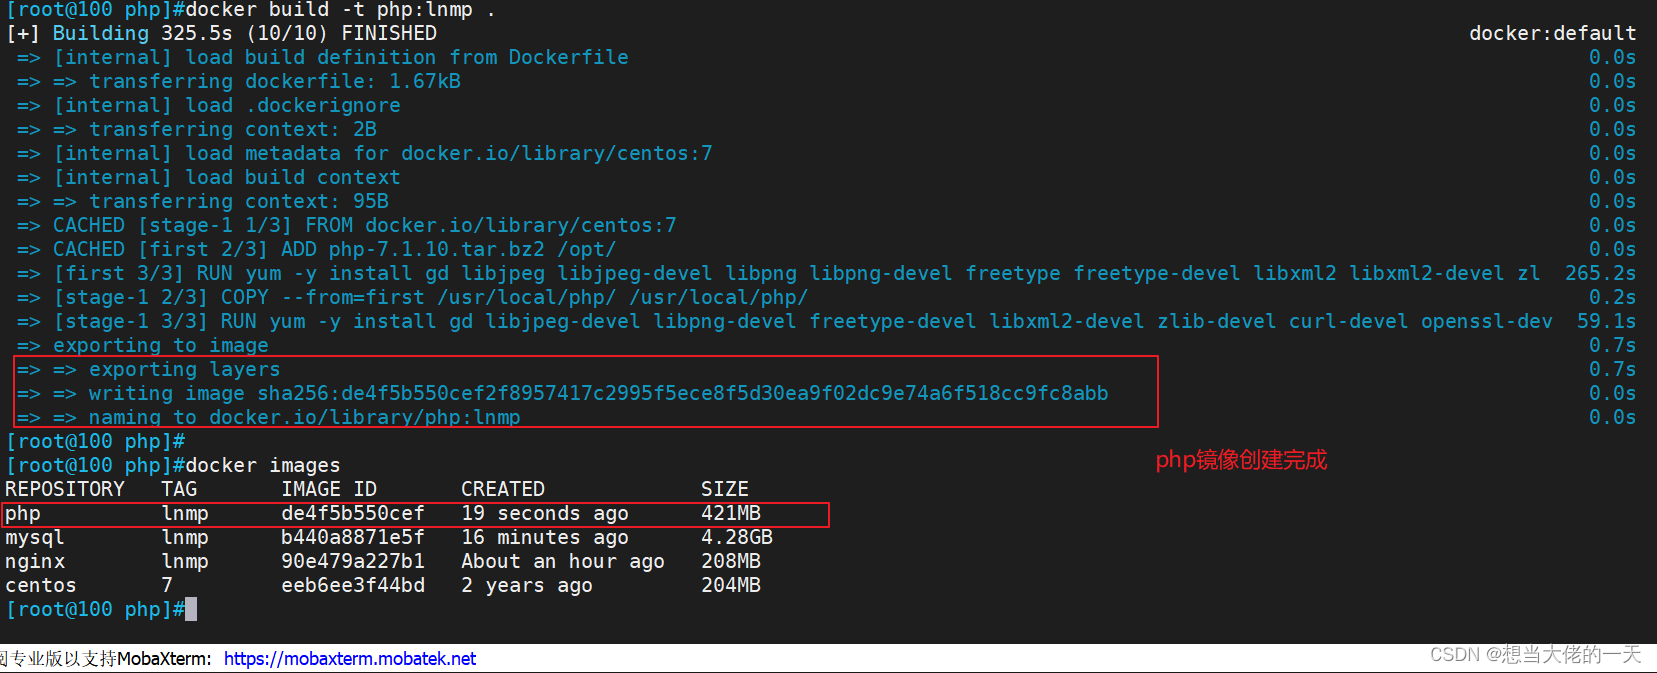 [root@100 php]#docker build -t php:lnmp .
[+] Building 325.5s (10/10) FINISHED docker:default
=> [internal] load build definition from Dockerfile 0.0s
=> => transferring dockerfile: 1.67kB 0.0s
=> [internal] load .dockerignore 0.0s
=> => transferring context: 2B 0.0s
=> [internal] load metadata for docker.io/library/centos:7 0.0s
=> [internal] load build context 0.0s
=> => transferring context: 95B 0.0s
=> CACHED [stage-1 1/3] FROM docker.io/library/centos:7 0.0s
=> CACHED [first 2/3] ADD php-7.1.10.tar.bz2 /opt/ 0.0s
=> [first 3/3] RUN yum -y install gd libjpeg libjpeg-devel libpng libpng-devel freetype freetype-devel libxml2 libxml2-devel zl 265.2s
=> [stage-1 2/3] COPY --from=first /usr/local/php/ /usr/local/php/ 0.2s
=> [stage-1 3/3] RUN yum -y install gd libjpeg-devel libpng-devel freetype-devel libxml2-devel zlib-devel curl-devel openssl-dev 59.1s
=> exporting to image 0.7s
=> => exporting layers 0.7s
=> => writing image sha256:de4f5b550cef2f8957417c2995f5ece8f5d30ea9f02dc9e74a6f518cc9fc8abb 0.0s
=> => naming to docker.io/library/php:lnmp 0.0s
[root@100 php]#
php镜像创建完成
[root@100 php]#docker images
REPOSITORY TAG IMAGE ID CREATED SIZE
php lnmp de4f5b550cef 19 seconds ago 421MB
mysql lnmp b440a8871e5f 16 minutes ago 4.28GB
nginx lnmp 90e479a227b1 About an hour ago 208MB
centos 7 eeb6ee3f44bd 2 years ago 204MB
[root@100 php]#
专业版以支持MobaXterm: https://mobaxterm.mobatek.net
CSDN @想当大佬的一天